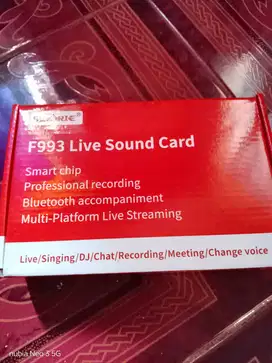 F993 Live Sound Card
Smart chip
Professional recording
Bluetooth accompaniment
Multi-Platform Live Streaming
Live/Singing/DJ/Chat/Recording/Meeting/Change voice
nubia Neo 3 5G